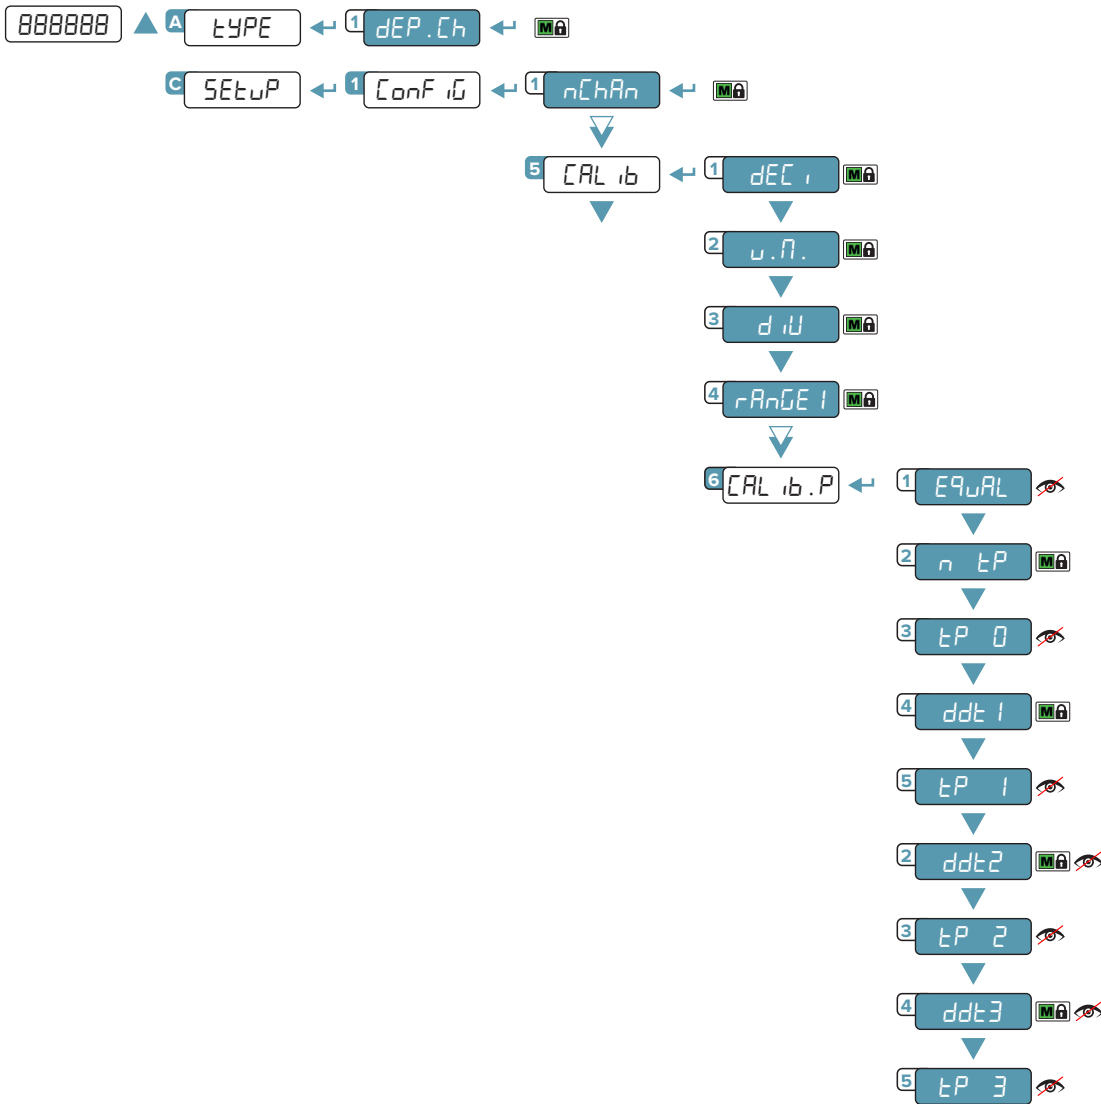 888888 A tYPE 1 dEP.Ch M
C SEtuP 1 ConFiG 1 nChAn M
5 CALib 1 dECi M
2 u.M. M
3 diU M
4 rAnGE1 M
6 CALib.P 1 EquAL
2 n tP M
3 tP 0
4 ddt1 M
5 tP 1
2 ddt2 M
3 tP 2
4 ddt3 M
5 tP 3